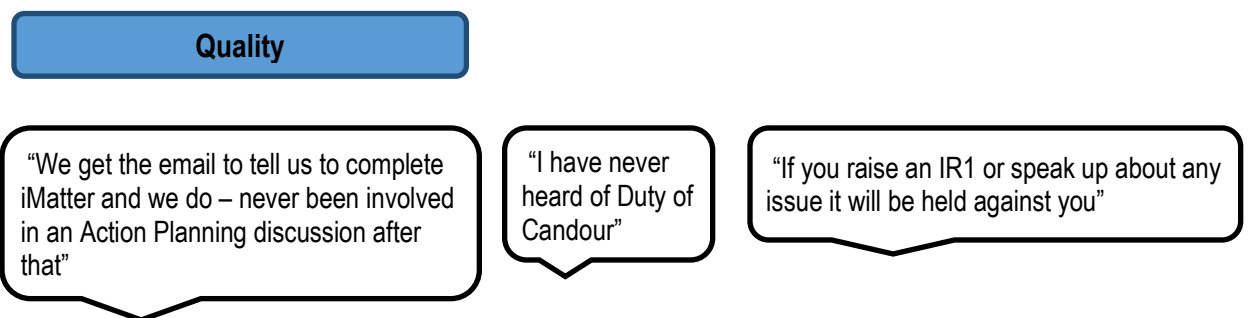 Quality
“We get the email to tell us to complete
iMatter and we do – never been involved
in an Action Planning discussion after
that”
“I have never
heard of Duty of
Candour”
“If you raise an IR1 or speak up about any
issue it will be held against you”